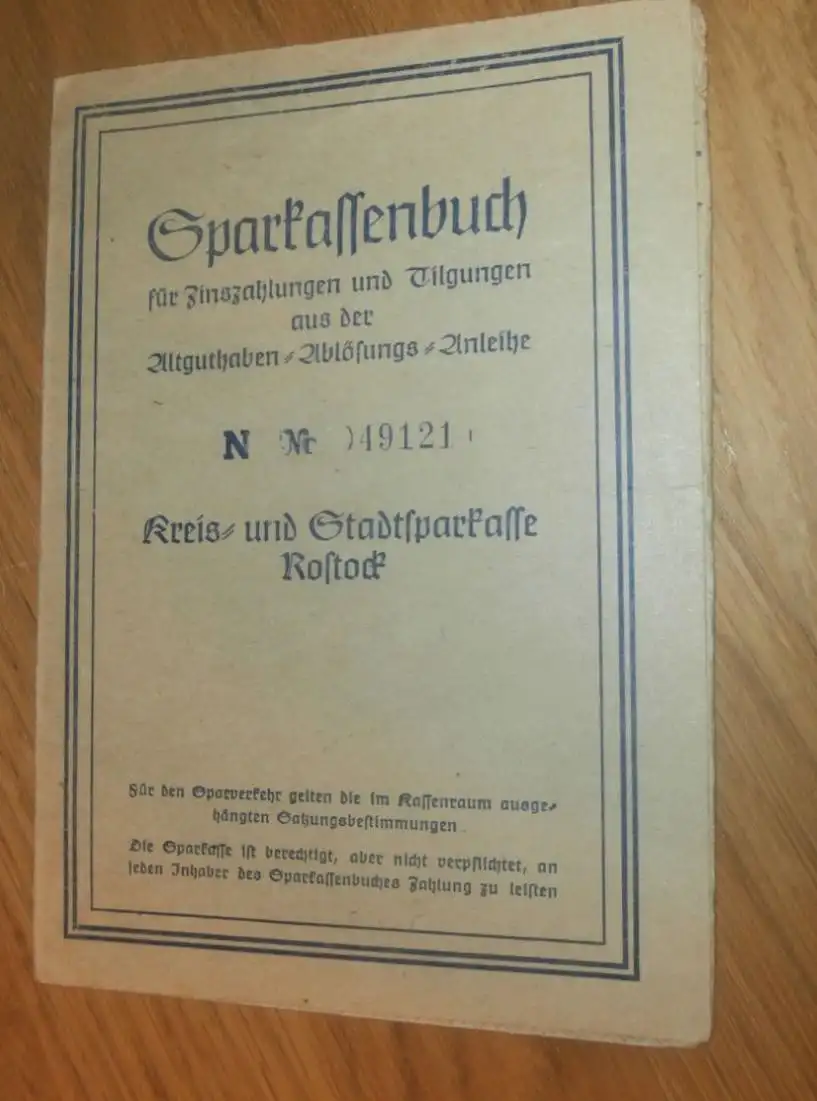 Sparkassenbuch
für Zinszahlungen und Tilgungen
aus der
Altguthaben-Ablösungs-Anleihe
N Nr 49121
Kreis- und Stadtsparkasse
Rostock
Für den Sparverkehr gelten die im Kassenraum ausge-
hängten Satzungsbestimmungen
Die Sparkasse ist berechtigt, aber nicht verpflichtet, an
jeden Inhaber des Sparkassenbuches Zahlung zu leisten